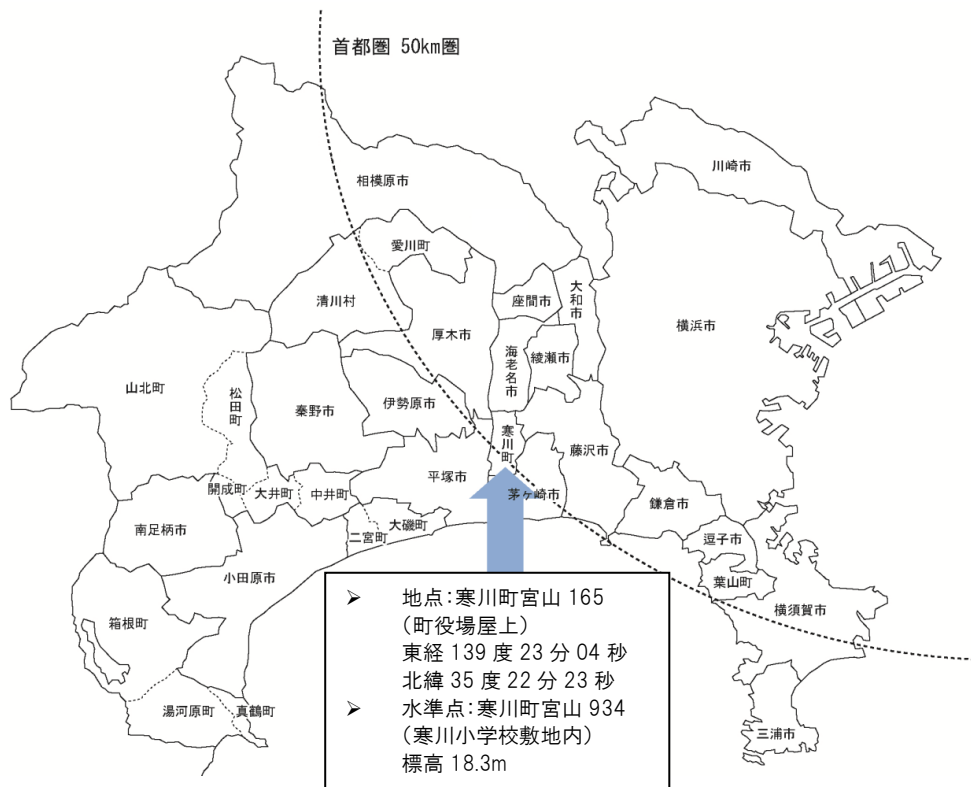 首都圏 50km圏
川崎市
相模原市
愛川町
清川村
座間市
大和市
厚木市
横浜市
海老名市
綾瀬市
山北町
松田町
秦野市
伊勢原市
寒川町
藤沢市
平塚市
開成町
大井町
中井町
茅ヶ崎市
鎌倉市
南足柄市
大磯町
二宮町
逗子市
小田原市
葉山町
横須賀市
箱根町
湯河原町
真鶴町
三浦市
➢ 地点:寒川町宮山 165
(町役場屋上)
東経 139 度 23 分 04 秒
北緯 35 度 22 分 23 秒
➢ 水準点:寒川町宮山 934
(寒川小学校敷地内)
標高 18.3m